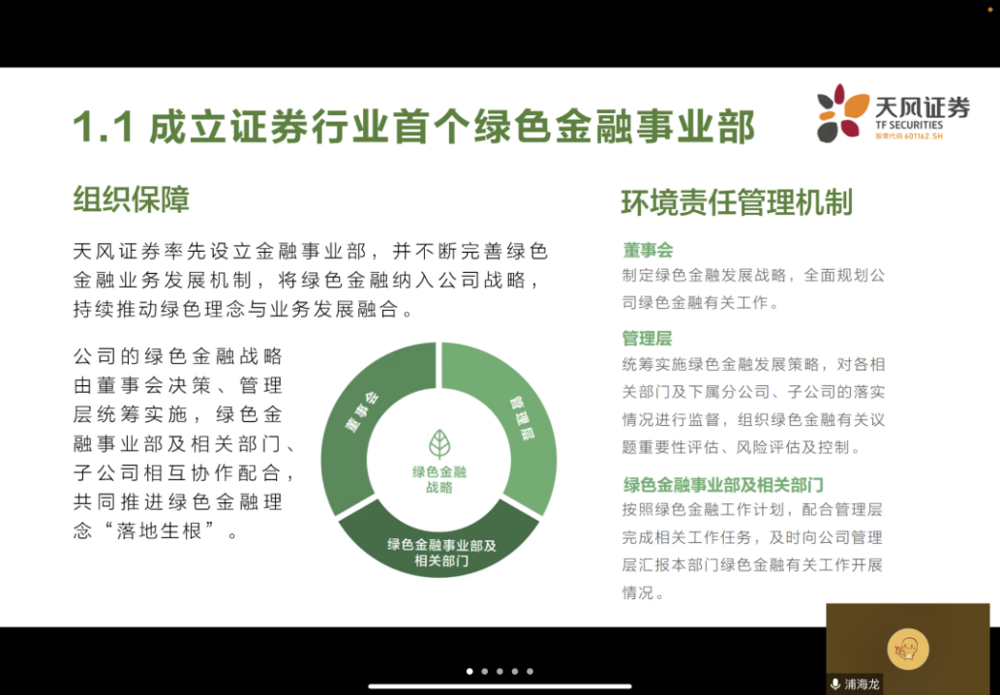 1.1 成立证券行业首个绿色金融事业部
天风证券
TF SECURITIES
股票代码 601162.SH
组织保障
天风证券率先设立金融事业部，并不断完善绿色
金融业务发展机制，将绿色金融纳入公司战略，
持续推动绿色理念与业务发展融合。
公司的绿色金融战略
由董事会决策、管理
层统筹实施，绿色金
融事业部及相关部门、
子公司相互协作配合，
共同推进绿色金融理
念“落地生根”。
董事会
管理层
绿色金融
战略
绿色金融事业部及
相关部门
环境责任管理机制
董事会
制定绿色金融发展战略，全面规划公
司绿色金融有关工作。
管理层
统筹实施绿色金融发展策略，对各相
关部门及下属分公司、子公司的落实
情况进行监督，组织绿色金融有关议
题重要性评估、风险评估及控制。
绿色金融事业部及相关部门
按照绿色金融工作计划，配合管理层
完成相关工作任务，及时向公司管理
层汇报本部门绿色金融有关工作开展
情况。
浦海龙